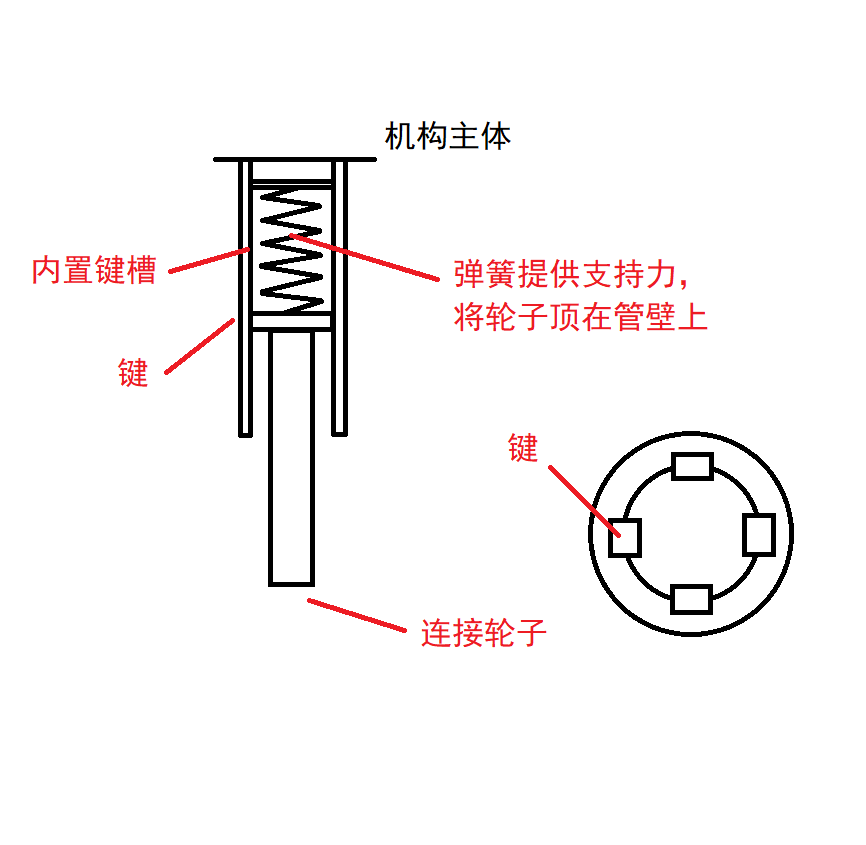 机构主体
内置键槽
弹簧提供支持力，
将轮子顶在管壁上
键
键
连接轮子